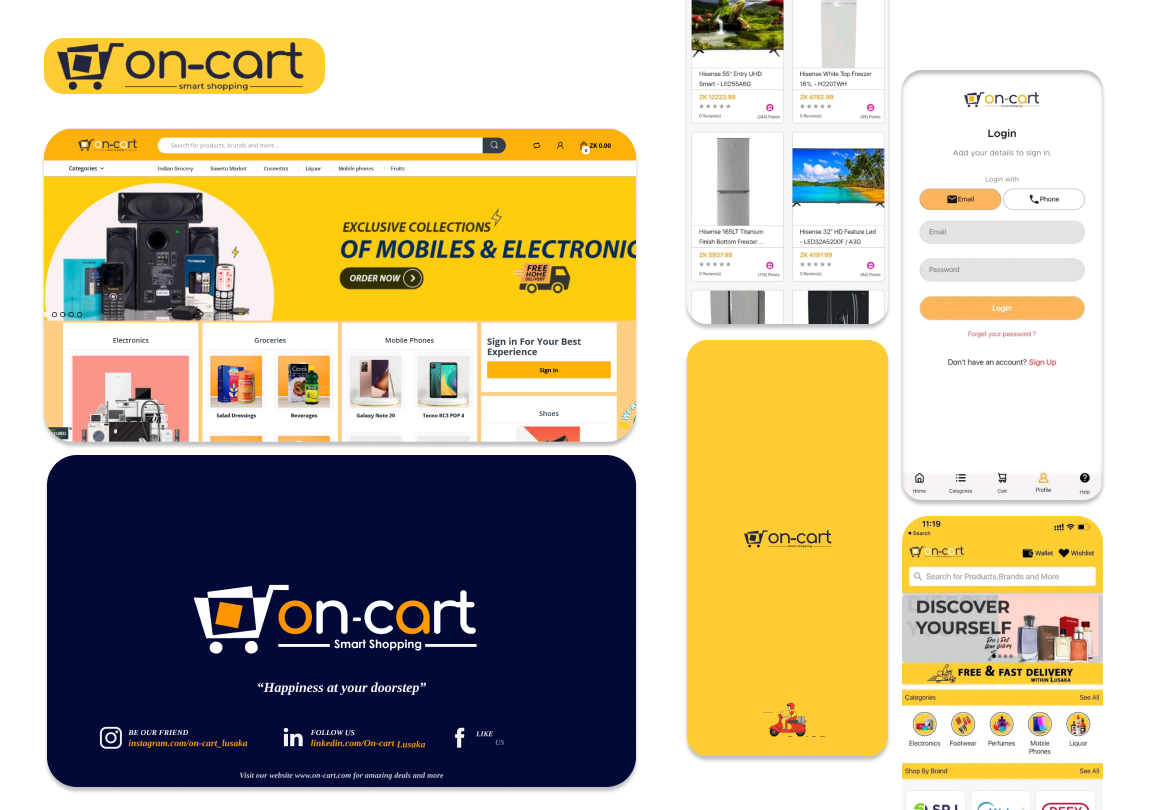 on-cart
smart shopping
on-cart
Search for products, brands and more ..
0
ZK 0.00
Categories
Indian Grocery
Soweto Market
Cosmetics
Liquor
Mobile phones
Fruits
EXCLUSIVE COLLECTIONS
OF MOBILES & ELECTRONIC
ORDER NOW
FREE
HOME
DELIVERY
Electronics
Groceries
Mobile Phones
Sign in For Your Best
Experience
Sign in
Salad Dressings
Beverages
Galaxy Note 20
Tecno BC3 POP 4
Shoes
on-cart
Smart Shopping
“Happiness at your doorstep”
BE OUR FRIEND
instagram.com/on-cart_lusaka
FOLLOW US
linkedin.com/On-cart Lusaka
LIKE
US
Visit our website www.on-cart.com for amazing deals and more
Hisense 55" Entry UHD
Smart - LED55A6G
ZK 12223.99
0 Review(s)
(244) Points
Hisense White Top Freezer
161L - H220TWH
ZK 4762.99
0 Review(s)
(95) Points
Hisense 165LT Titanium
Finish Bottom Freezer ...
ZK 5937.99
0 Review(s)
(119) Points
Hisense 32" HD Feature Led
- LED32A5200F / A3G
ZK 4197.99
0 Review(s)
(84) Points
on-cart
smart shopping
on-cart
Login
Add your details to sign in.
Login with
Email
Phone
Email
Password
Login
Forget your password ?
Don't have an account? Sign Up
Home
Categories
Cart
Profile
Help
11:19
Search
on-cart
Wallet
Wishlist
Search for Products,Brands and More
DISCOVER
YOURSELF
FREE & FAST DELIVERY
WITHIN LUSAKA
Categories
See All
Electronics
Footwear
Perfumes
Mobile
Phones
Liquor
Shop By Brand
See All